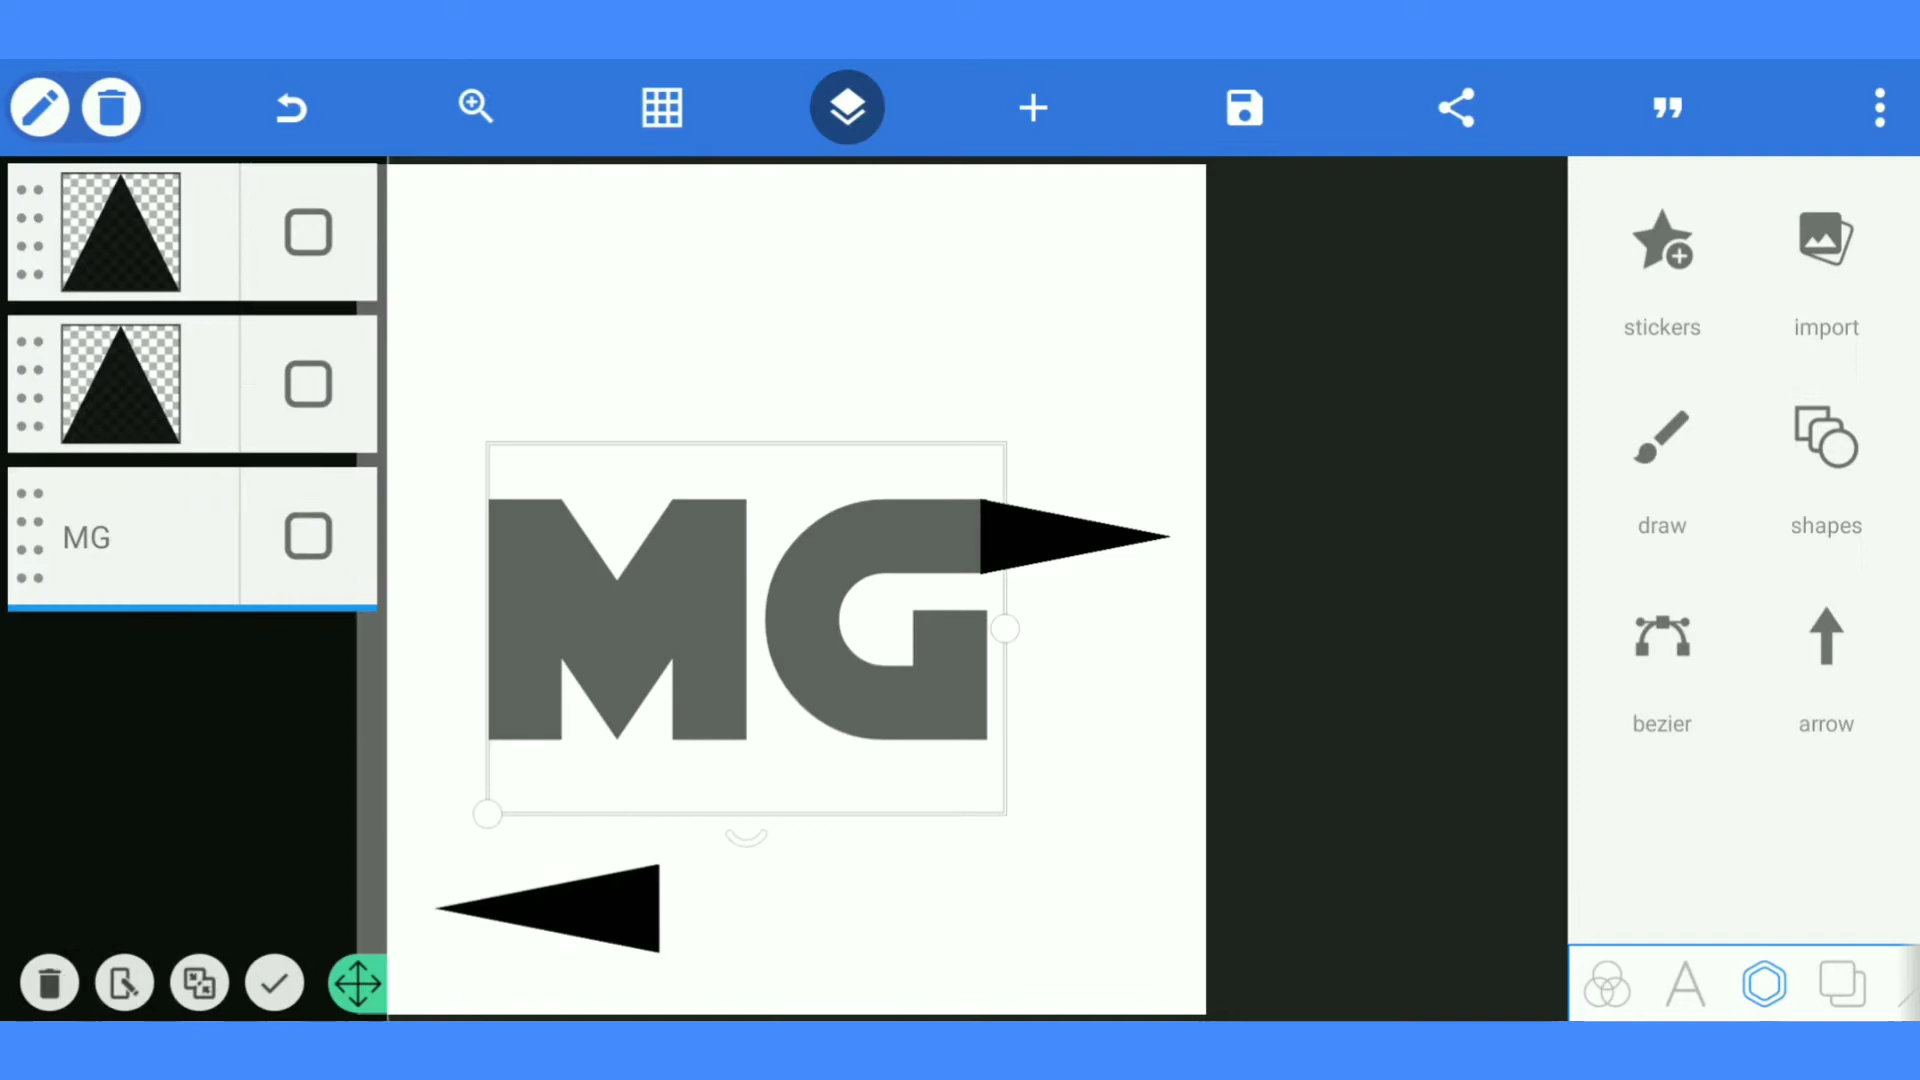 stickers
import
MG
MG
draw
shapes
bezier
arrow